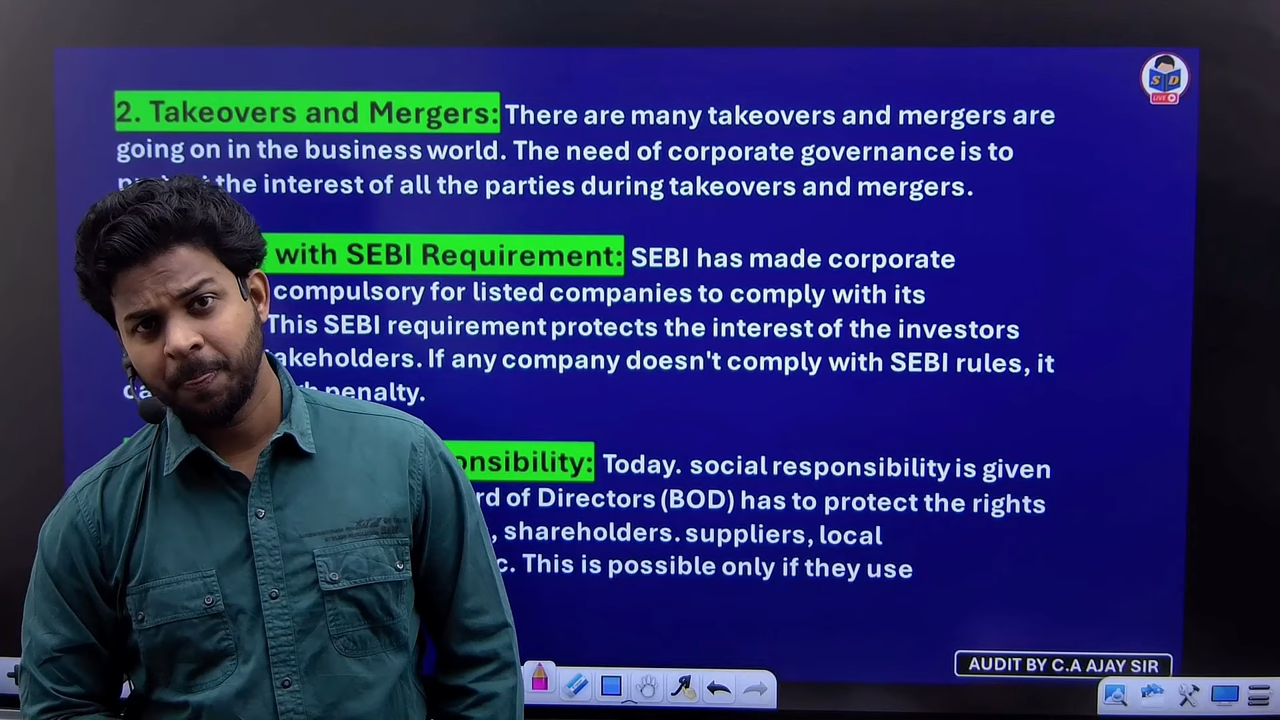 2. Takeovers and Mergers: There are many takeovers and mergers are
going on in the business world. The need of corporate governance is to
the interest of all the parties during takeovers and mergers.
with SEBI Requirement: SEBI has made corporate
compulsory for listed companies to comply with its
This SEBI requirement protects the interest of the investors
If any company doesn't comply with SEBI rules, it
penalty.
Today. social responsibility is given
of Directors (BOD) has to protect the rights
, shareholders. suppliers, local
This is possible only if they use
S D
LIVE
AUDIT BY C.A AJAY SIR